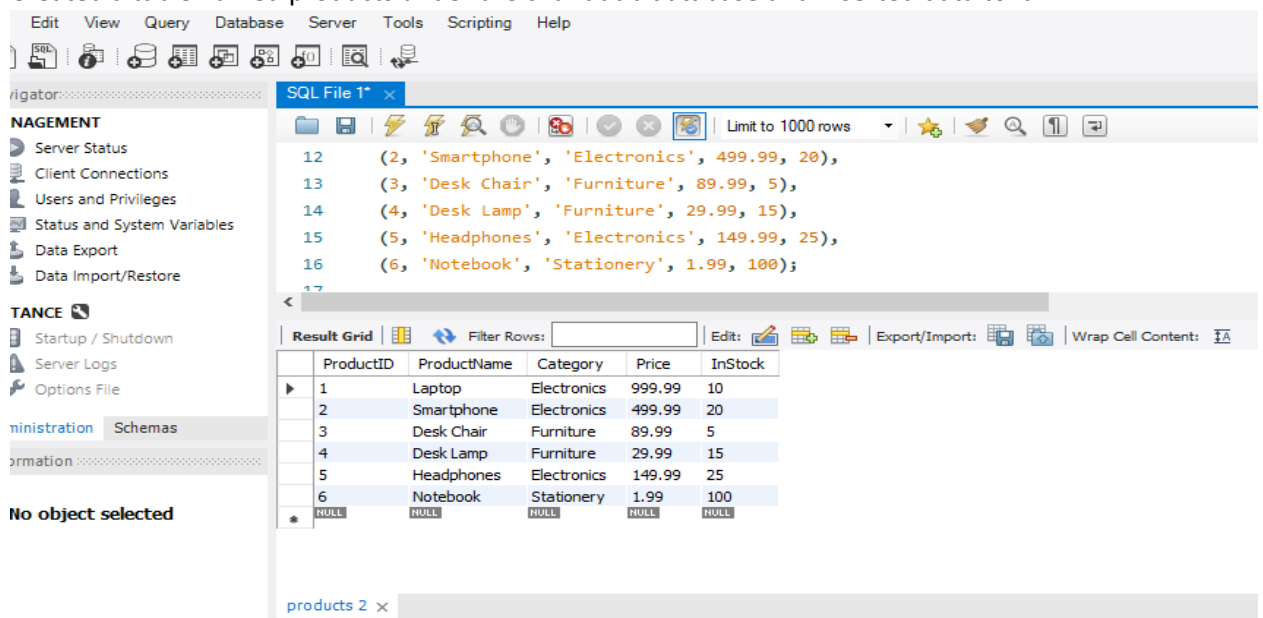 Edit View Query Database Server Tools Scripting Help
SQL
SQL File 1* ×
NAGEMENT
Server Status
Client Connections
Users and Privileges
Status and System Variables
Data Export
Data Import/Restore
TANCE
Startup / Shutdown
Server Logs
Options File
Schemas
No object selected
Limit to 1000 rows
12 (2, 'Smartphone', 'Electronics', 499.99, 20),
13 (3, 'Desk Chair', 'Furniture', 89.99, 5),
14 (4, 'Desk Lamp', 'Furniture', 29.99, 15),
15 (5, 'Headphones', 'Electronics', 149.99, 25),
16 (6, 'Notebook', 'Stationery', 1.99, 100);
17
Result Grid Filter Rows: Edit: Export/Import: Wrap Cell Content:
ProductID ProductName Category Price InStock
1 Laptop Electronics 999.99 10
2 Smartphone Electronics 499.99 20
3 Desk Chair Furniture 89.99 5
4 Desk Lamp Furniture 29.99 15
5 Headphones Electronics 149.99 25
6 Notebook Stationery 1.99 100
NULL NULL NULL NULL NULL
products 2 ×